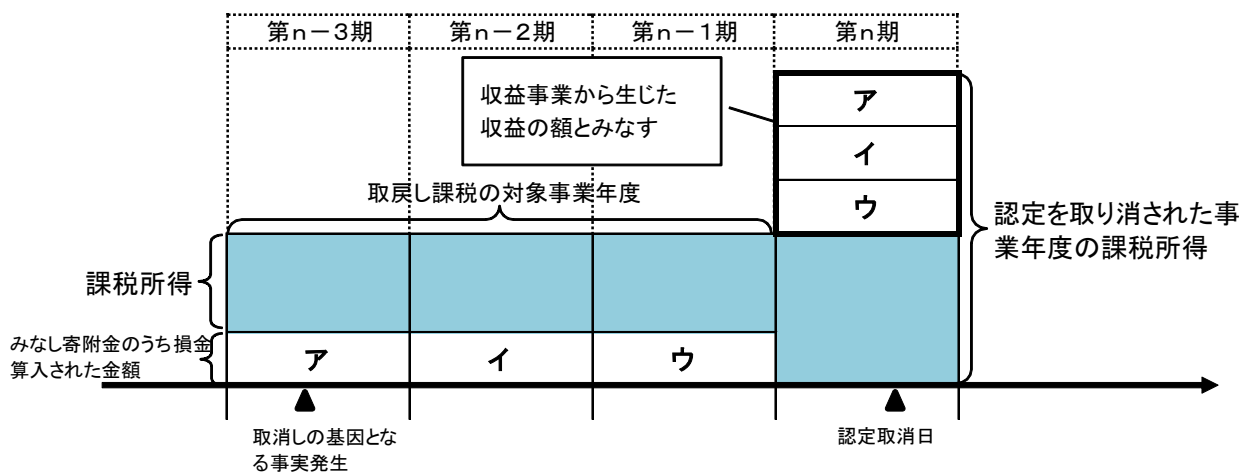 第n－3期
第n－2期
第n－1期
第n期
収益事業から生じた
収益の額とみなす
ア
イ
ウ
取戻し課税の対象事業年度
認定を取り消された事
業年度の課税所得
課税所得
みなし寄附金のうち損金
算入された金額
ア
イ
ウ
取消しの基因とな
る事実発生
認定取消日